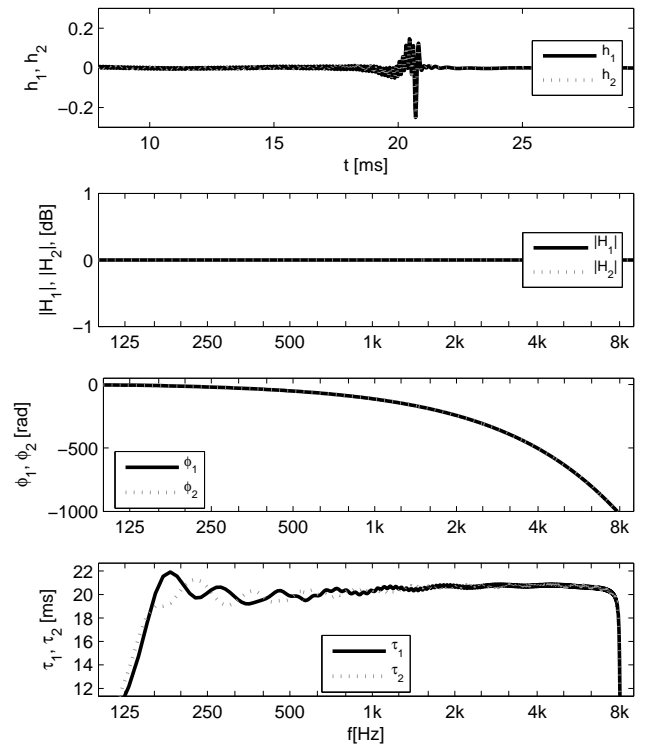 0.2
0
−0.2
h1, h2
h1
h2
10 15 20 25
t [ms]
1
0
−1
|H1|, |H2|, [dB]
|H1|
|H2|
125 250 500 1k 2k 4k 8k
0
−500
−1000
ϕ1, ϕ2 [rad]
ϕ1
ϕ2
125 250 500 1k 2k 4k 8k
22
20
18
16
14
12
τ1, τ2 [ms]
τ1
τ2
125 250 500 1k 2k 4k 8k
f[Hz]